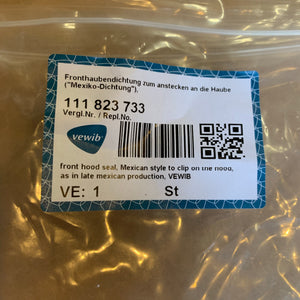 Fronthaubendichtung zum anstecken an die Haube
("Mexiko-Dichtung"),
111 823 733
Vergl.Nr. / Repl.No.
vewib
front hood seal, Mexican style to clip on the hood,
as in late mexican production, VEWIB
VE: 1 St